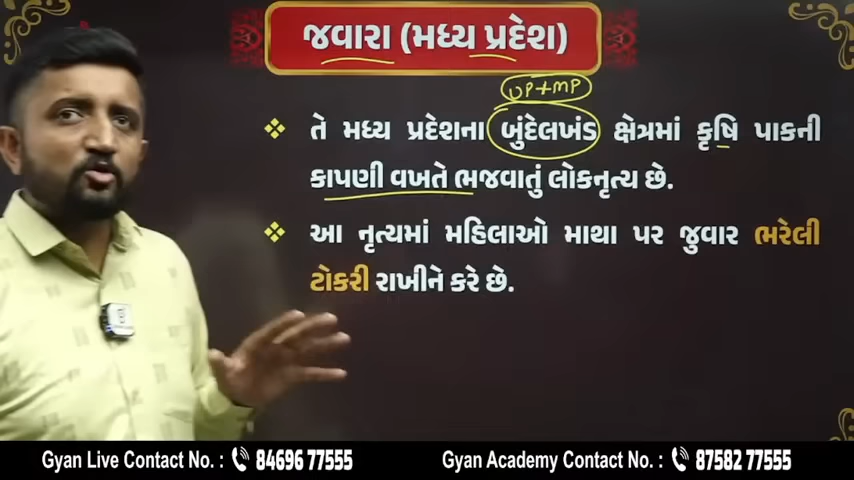 જવારા (મધ્ય પ્રદેશ)
UP+MP
તે મધ્ય પ્રદેશના બુંદેલખંડ ક્ષેત્રમાં કૃષિ પાકની
કાપણી વખતે ભજવાતું લોકનૃત્ય છે.
આ નૃત્યમાં મહિલાઓ માથા પર જુવાર ભરેલી
ટોકરી રાખીને કરે છે.
Gyan Live Contact No. : 84696 77555 Gyan Academy Contact No. : 87582 77555